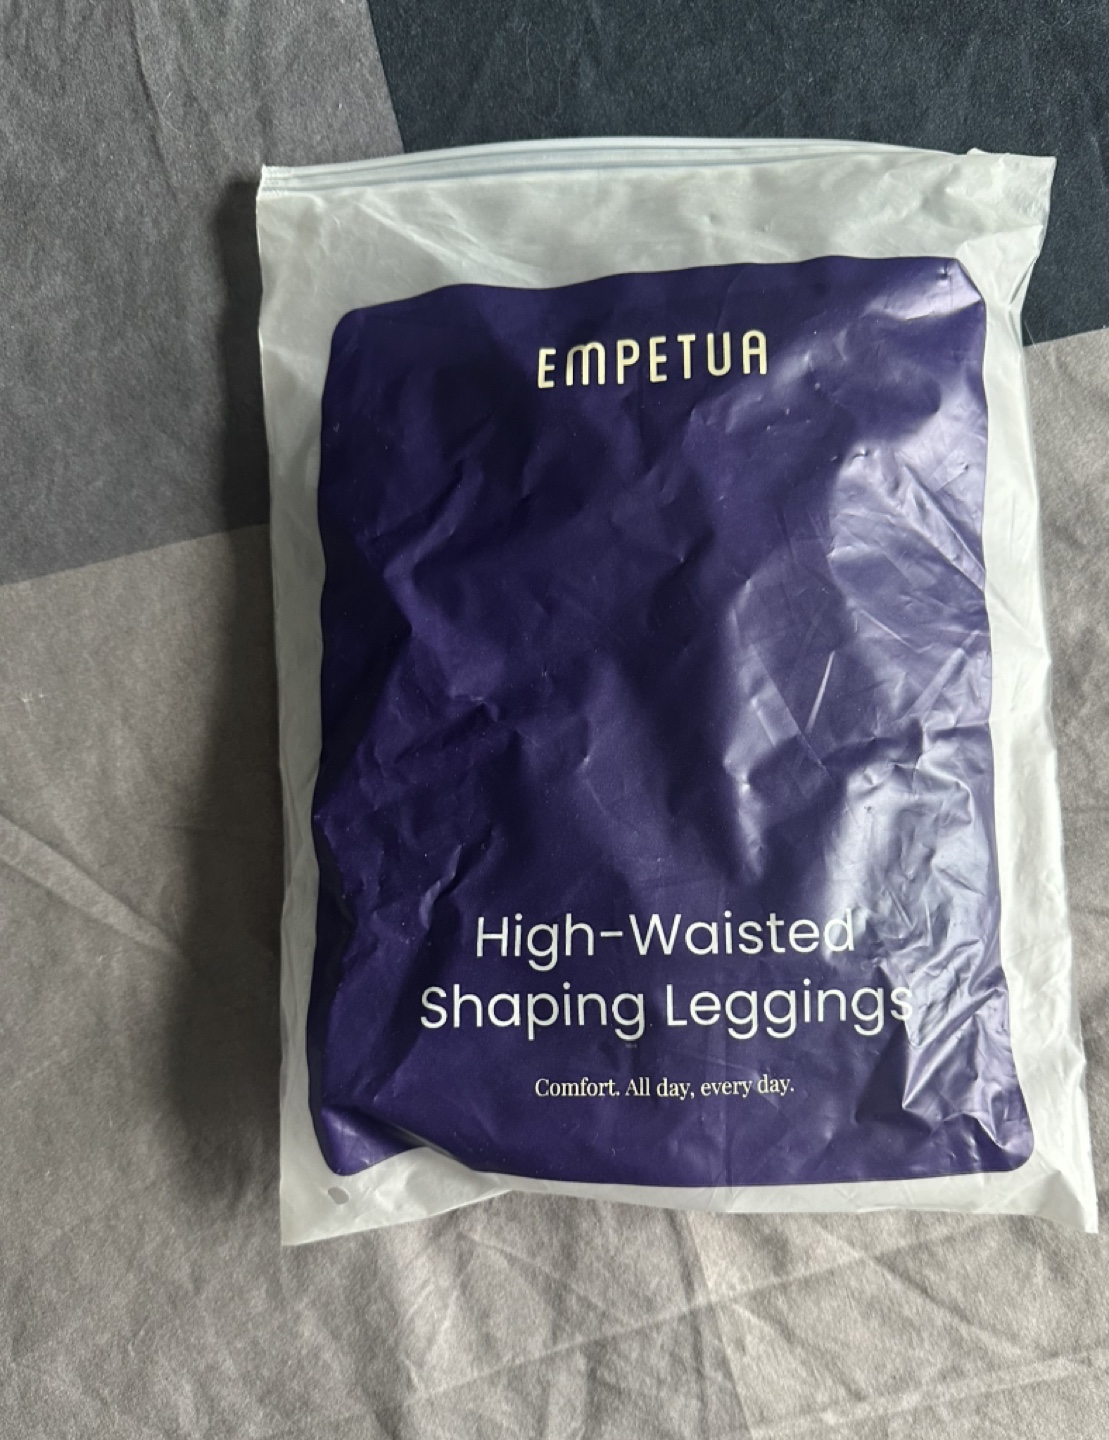 EMPETUA
High-Waisted
Shaping Leggings
Comfort. All day, every day.